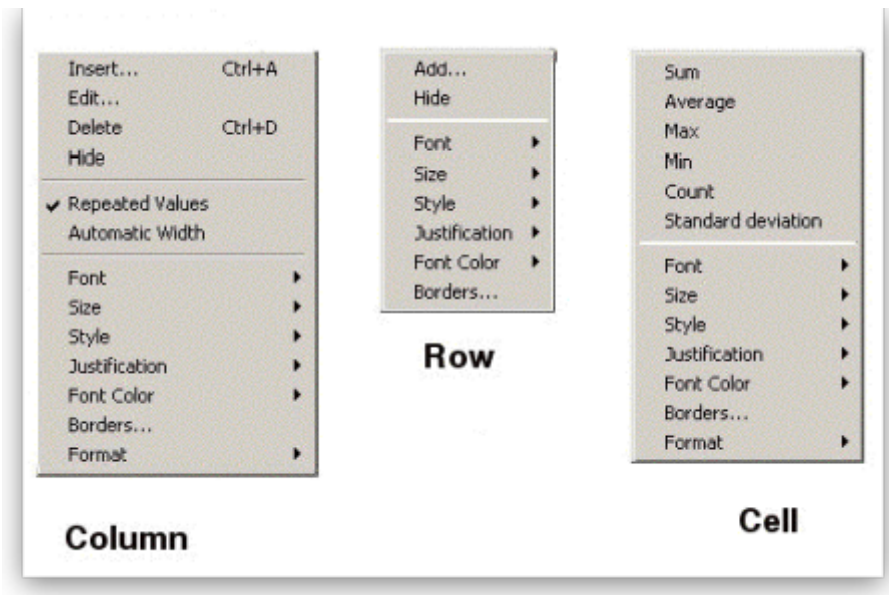 Insert... Ctrl+A
Edit...
Delete Ctrl+D
Hide
Repeated Values
Automatic Width
Font
Size
Style
Justification
Font Color
Borders...
Format
Column
Add...
Hide
Font
Size
Style
Justification
Font Color
Borders...
Row
Sum
Average
Max
Min
Count
Standard deviation
Font
Size
Style
Justification
Font Color
Borders...
Format
Cell